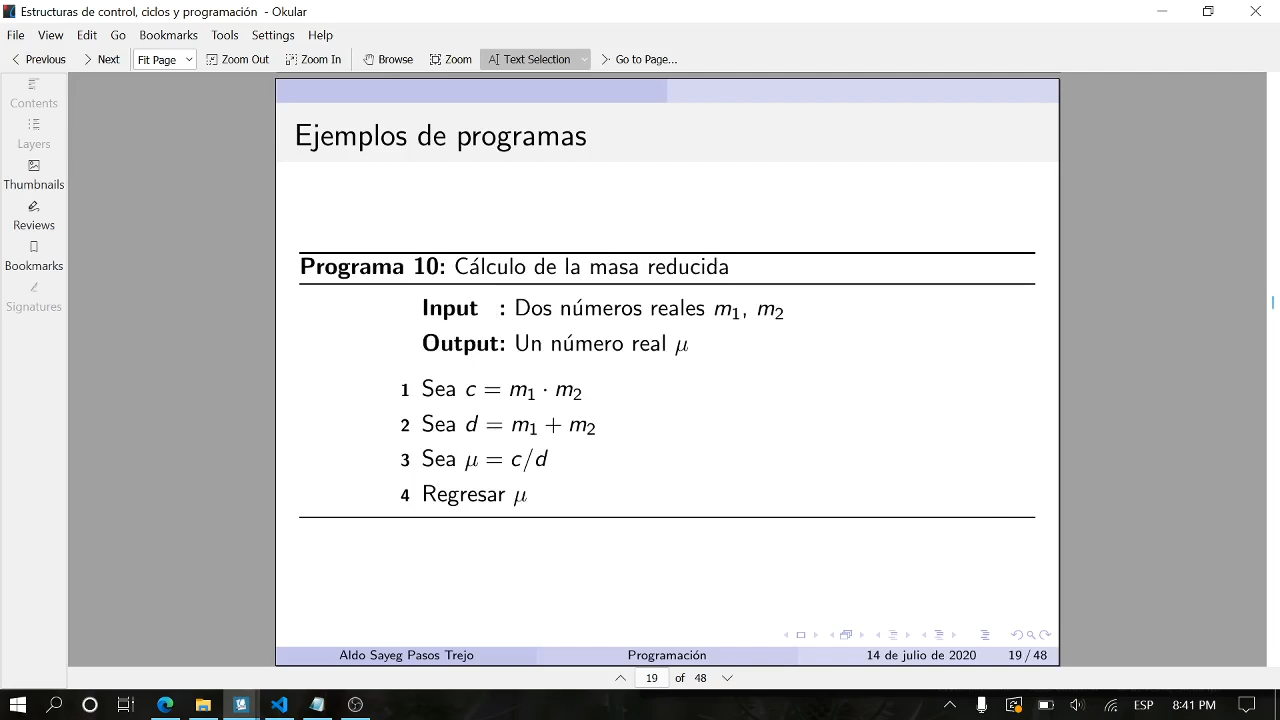 Estructuras de control, ciclos y programación - Okular
File View Edit Go Bookmarks Tools Settings Help
Previous Next Fit Page Zoom Out Zoom In Browse Zoom Text Selection Go to Page...
Contents
Layers
Thumbnails
Reviews
Bookmarks
Signatures
Ejemplos de programas
Programa 10: Cálculo de la masa reducida
Input : Dos números reales m₁, m₂
Output: Un número real μ
1 Sea c = m₁ · m₂
2 Sea d = m₁ + m₂
3 Sea μ = c/d
4 Regresar μ
Aldo Sayeg Pasos Trejo Programación 14 de julio de 2020 19 / 48
19 of 48
ESP 8:41 PM